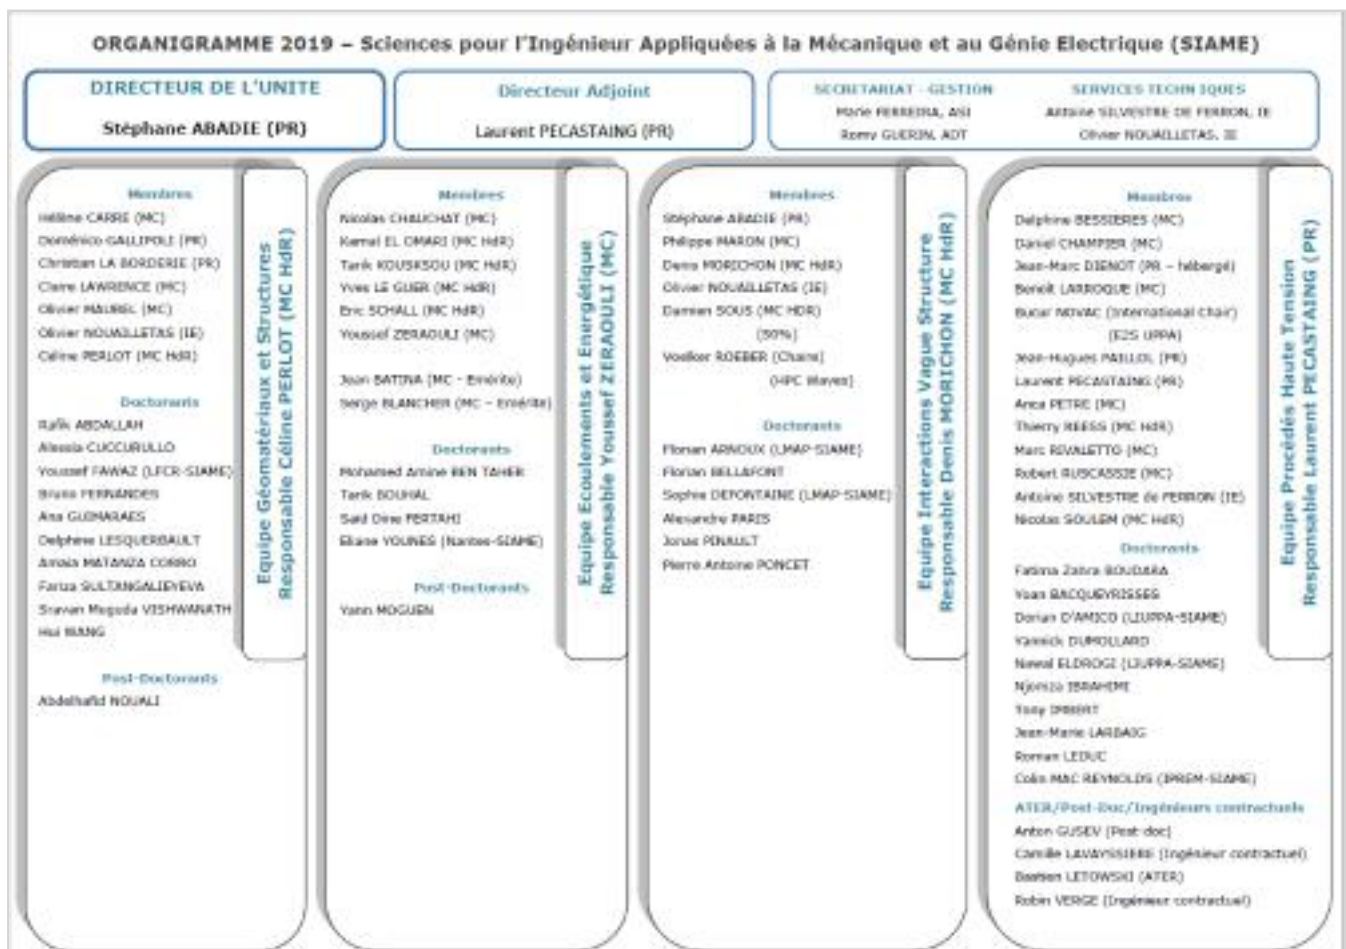 ORGANIGRAMME 2019 – Sciences pour l'Ingénieur Appliquées à la Mécanique et au Génie Electrique (SIAME)
DIRECTEUR DE L'UNITE
Stéphane ABADIE (PR)
Directeur Adjoint
Laurent PECASTAING (PR)
SECRETARIAT - GESTION
Marie FERREIRA, ASI
Romy GUERIN, ADT
SERVICES TECHNIQUES
Antoine SILVESTRE DE FERRON, IE
Olivier NOUAILLETAS, IE
Membres
Hélène CARRE (MC)
Doménico GALLIPOLI (PR)
Christian LA BORDERIE (PR)
Claire LAWRENCE (MC)
Olivier MAUREL (MC)
Olivier NOUAILLETAS (IE)
Céline PERLOT (MC HdR)
Doctorants
Rafik ABDALLAH
Alessia CUCCURULLO
Youssef FAWAZ (LFCR-SIAME)
Bruno FERNANDES
Ana GUIMARAES
Delphine LESQUERBAULT
Amaia MATANZA CORRO
Fariza SULTANGALIEYEVA
Sravan Muguda VISHWANATH
Hui WANG
Post-Doctorants
Abdelhafid NOUALI
Equipe Géomatériaux et Structures
Responsable Céline PERLOT (MC HdR)
Membres
Nicolas CHAUCHAT (MC)
Kamal EL OMARI (MC HdR)
Tarik KOUSKSOU (MC HdR)
Yves LE GUER (MC HdR)
Eric SCHALL (MC HdR)
Youssef ZERAOULI (MC)
Jean BATINA (MC - Emérite)
Serge BLANCHER (MC – Emérite)
Doctorants
Mohamed Amine BEN TAHER
Tarik BOUHAL
Said Dine FERTAHI
Eliane YOUNES (Nantes-SIAME)
Post-Doctorants
Yann MOGUEN
Equipe Ecoulements et Energétique
Responsable Youssef ZERAOULI (MC)
Membres
Stéphane ABADIE (PR)
Philippe MARON (MC)
Denis MORICHON (MC HdR)
Olivier NOUAILLETAS (IE)
Damien SOUS (MC HDR)
(50%)
Voelker ROEBER (Chaire)
(HPC Waves)
Doctorants
Florian ARNOUX (LMAP-SIAME)
Florian BELLAFONT
Sophie DEFONTAINE (LMAP-SIAME)
Alexandre PARIS
Jonas PINAULT
Pierre Antoine PONCET
Equipe Interactions Vague Structure
Responsable Denis MORICHON (MC HdR)
Membres
Delphine BESSIERES (MC)
Daniel CHAMPIER (MC)
Jean-Marc DIENOT (PR – hébergé)
Benoît LARROQUE (MC)
Bucur NOVAC (International Chair)
(E2S UPPA)
Jean-Hugues PAILLOL (PR)
Laurent PECASTAING (PR)
Anca PETRE (MC)
Thierry REESS (MC HdR)
Marc RIVALETTO (MC)
Robert RUSCASSIE (MC)
Antoine SILVESTRE de FERRON (IE)
Nicolas SOULEM (MC HdR)
Doctorants
Fatima Zahra BOUDARA
Yoan BACQUEYRISSES
Dorian D'AMICO (LIUPPA-SIAME)
Yannick DUMOLLARD
Nawal ELDROGI (LIUPPA-SIAME)
Njomza IBRAHIMI
Tony IMBERT
Jean-Marie LARBAIG
Roman LEDUC
Colin MAC REYNOLDS (IPREM-SIAME)
ATER/Post-Doc/Ingénieurs contractuels
Anton GUSEV (Post-doc)
Camille LAVAYSSIERE (Ingénieur contractuel)
Bastien LETOWSKI (ATER)
Robin VERGE (Ingénieur contractuel)
Equipe Procédés Haute Tension
Responsable Laurent PECASTAING (PR)